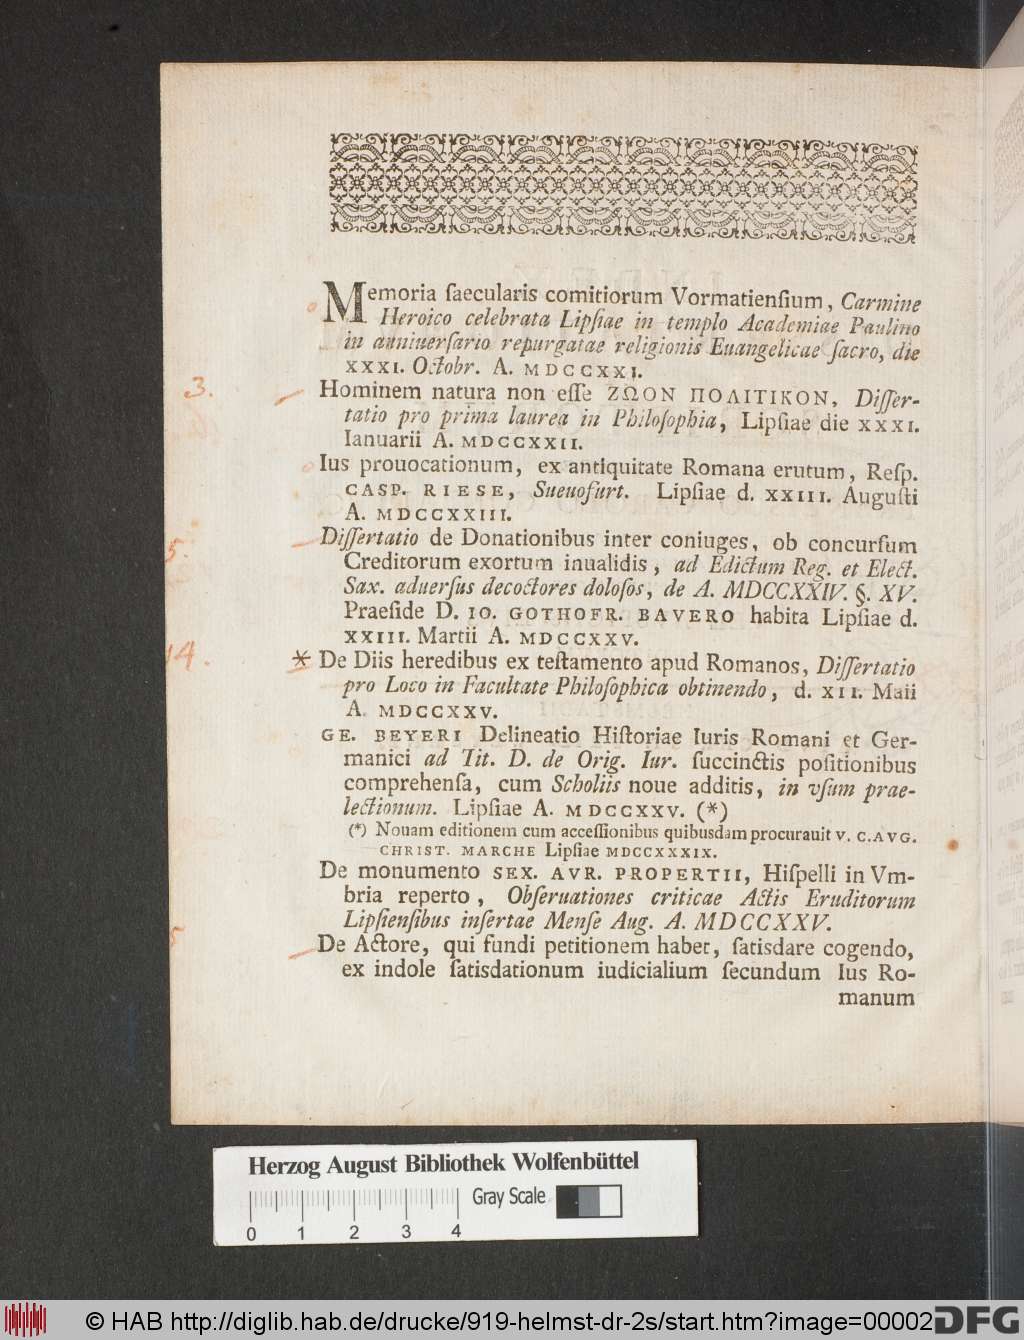 Memoria ſaecularis comitiorum Vormatienſium, Carmine
Heroico celebrata Lipſiae in templo Academiae Paulino
in anniuerſario repurgatae religionis Euangelicae ſacro, die
XXXI. Octobr. A. MDCCXXI.
3.
Hominem natura non eſſe ΖΩΟΝ ΠΟΛΙΤΙΚΟΝ, Diſſer-
tatio pro prima laurea in Philoſophia, Lipſiae die XXXI.
Ianuarii A. MDCCXXII.
Ius prouocationum, ex antiquitate Romana erutum, Reſp.
CASP. RIESE, Sueuofurt. Lipſiae d. XXIII. Auguſti
A. MDCCXXIII.
5.
Diſſertatio de Donationibus inter coniuges, ob concurſum
Creditorum exortum inualidis, ad Edictum Reg. et Elect.
Sax. aduerſus decoctores doloſos, de A. MDCCXXIV. §. XV.
Praeſide D. IO. GOTHOFR. BAVERO habita Lipſiae d.
XXIII. Martii A. MDCCXXV.
14.
* De Diis heredibus ex teſtamento apud Romanos, Diſſertatio
pro Loco in Facultate Philoſophica obtinendo, d. XII. Maii
A. MDCCXXV.
GE. BEYERI Delineatio Hiſtoriae Iuris Romani et Ger-
manici ad Tit. D. de Orig. Iur. ſuccinctis poſitionibus
comprehenſa, cum Scholiis noue additis, in vſum prae-
lectionum. Lipſiae A. MDCCXXV. (*)
(*) Nouam editionem cum acceſſionibus quibusdam procurauit V. C. AVG.
CHRIST. MARCHE Lipſiae MDCCXXXIX.
De monumento SEX. AVR. PROPERTII, Hiſpelli in Vm-
bria reperto, Obſeruationes criticae Actis Eruditorum
Lipſienſibus inſertae Menſe Aug. A. MDCCXXV.
5
De Actore, qui fundi petitionem habet, ſatisdare cogendo,
ex indole ſatisdationum iudicialium ſecundum Ius Ro-
manum
Herzog August Bibliothek Wolfenbüttel
Gray Scale
0 1 2 3 4
© HAB http://diglib.hab.de/drucke/919-helmst-dr-2s/start.htm?image=00002
DFG